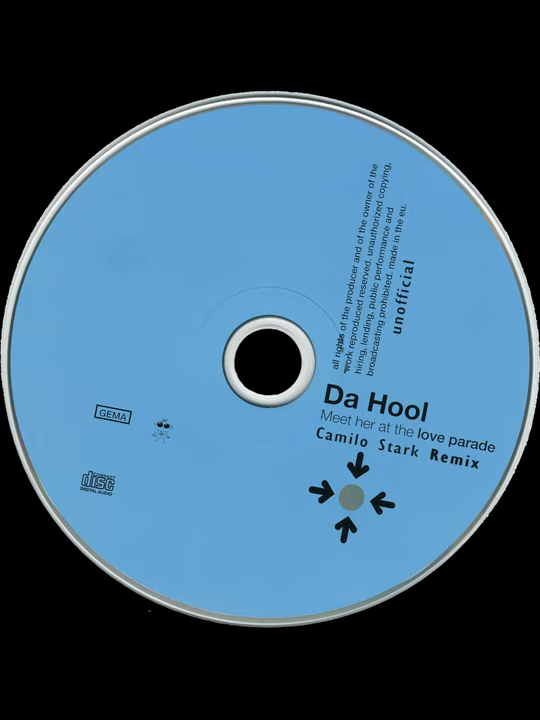 all rights of the producer and of the owner of the
work reproduced reserved. unauthorized copying,
hiring, lending, public performance and
broadcasting prohibited. made in the eu.
unofficial
Da Hool
Meet her at the love parade
Camilo Stark Remix
GEMA
COMPACT
disc
DIGITAL AUDIO